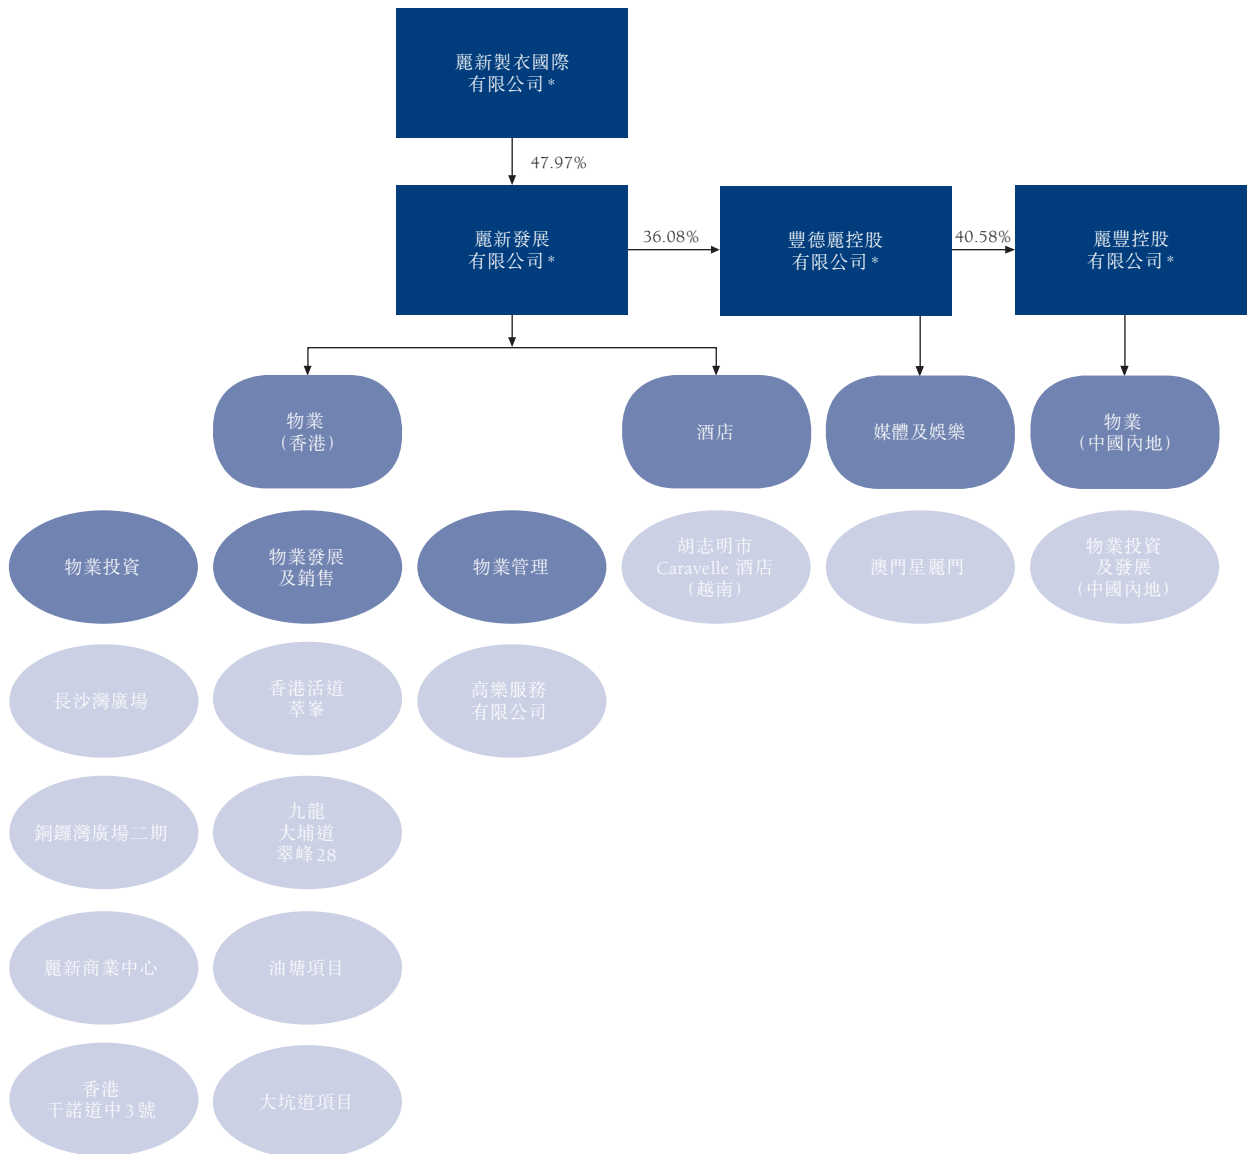 麗新製衣國際
有限公司*
47.97%
麗新發展
有限公司*
36.08%
豐德麗控股
有限公司*
40.58%
麗豐控股
有限公司*
物業
（香港）
酒店
媒體及娛樂
物業
（中國內地）
物業投資
物業發展
及銷售
物業管理
胡志明市
Caravelle 酒店
（越南）
澳門星麗門
物業投資
及發展
（中國內地）
長沙灣廣場
香港活道
萃峯
高樂服務
有限公司
銅鑼灣廣場二期
九龍
大埔道
翠峰28
麗新商業中心
油塘項目
香港
干諾道中3號
大坑道項目